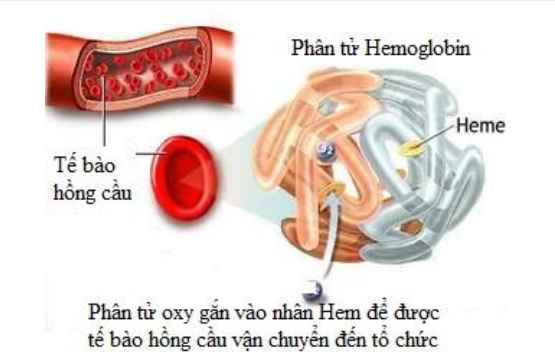 Phân tử Hemoglobin
Heme
O2
Tế bào
hồng cầu
Phân tử oxy gắn vào nhân Hem để được
tế bào hồng cầu vận chuyển đến tổ chức